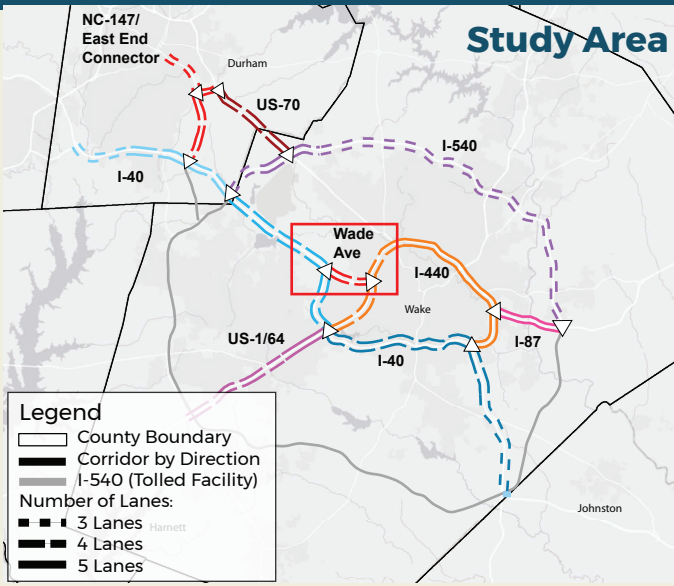 Study Area
NC-147/
East End
Connector
Durham
US-70
I-540
I-40
Wade
Ave
I-440
Wake
US-1/64
I-40
I-87
Legend
County Boundary
Corridor by Direction
I-540 (Tolled Facility)
Number of Lanes:
3 Lanes
Harnett
4 Lanes
5 Lanes
Johnston